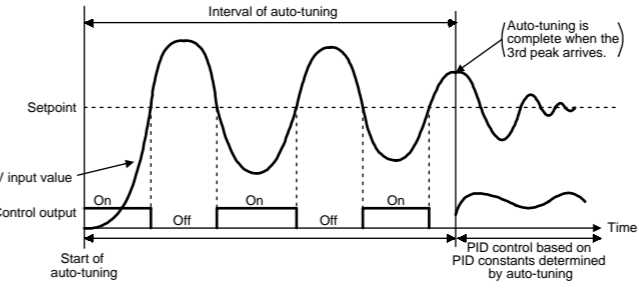 Interval of auto-tuning
Auto-tuning is
complete when the
3rd peak arrives.
Setpoint
input value
On
On
On
Control output
Off
Off
Time
Start of
auto-tuning
PID control based on
PID constants determined
by auto-tuning